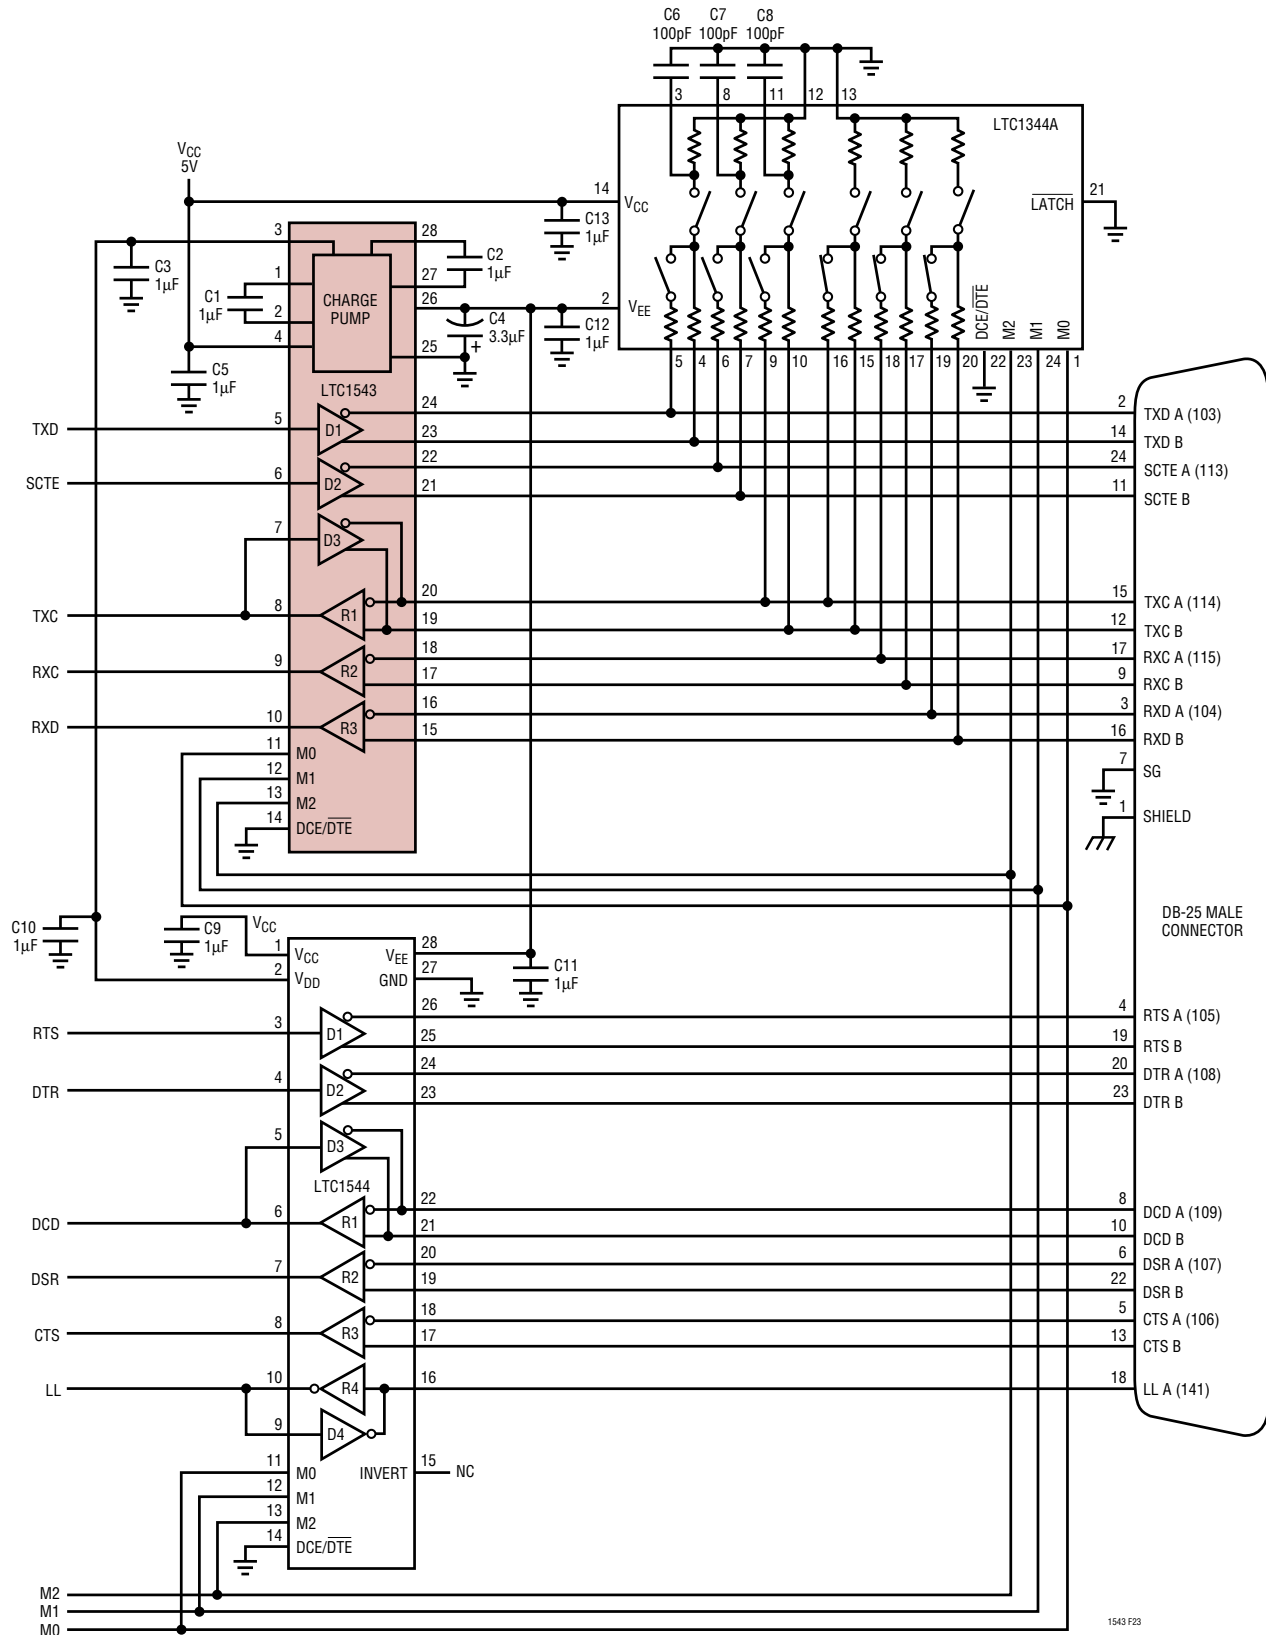 C6 C7 C8
100pF 100pF 100pF
3 8 11 12 13
LTC1344A
VCC
5V
14
VCC
21
LATCH
C13
1µF
3
28
C3
1µF
C2
1µF
1
27
C1
1µF
CHARGE
PUMP
26
2
VEE
2
C4
3.3µF
+
C12
1µF
4
25
DCE/DTE
M2
M1
M0
C5
1µF
5 4 6 7 9 10 16 15 18 17 19 20 22 23 24 1
LTC1543
TXD 5 D1 24 2 TXD A (103)
23 14 TXD B
SCTE 6 D2 22 24 SCTE A (113)
21 11 SCTE B
7 D3
TXC 8 R1 20 15 TXC A (114)
19 12 TXC B
RXC 9 R2 18 17 RXC A (115)
17 9 RXC B
RXD 10 R3 16 3 RXD A (104)
15 16 RXD B
11 M0
12 M1
13 M2
14 DCE/DTE
7 SG
1 SHIELD
DB-25 MALE
CONNECTOR
C10
1µF
C9
1µF
VCC
1 VCC VEE 28
2 VDD GND 27
C11
1µF
RTS 3 D1 26 4 RTS A (105)
25 19 RTS B
DTR 4 D2 24 20 DTR A (108)
23 23 DTR B
5 D3
LTC1544
DCD 6 R1 22 8 DCD A (109)
21 10 DCD B
DSR 7 R2 20 6 DSR A (107)
19 22 DSR B
CTS 8 R3 18 5 CTS A (106)
17 13 CTS B
LL 10 R4 16 18 LL A (141)
9 D4
11 M0 INVERT 15 NC
12 M1
13 M2
14 DCE/DTE
M2
M1
M0
1543 F23